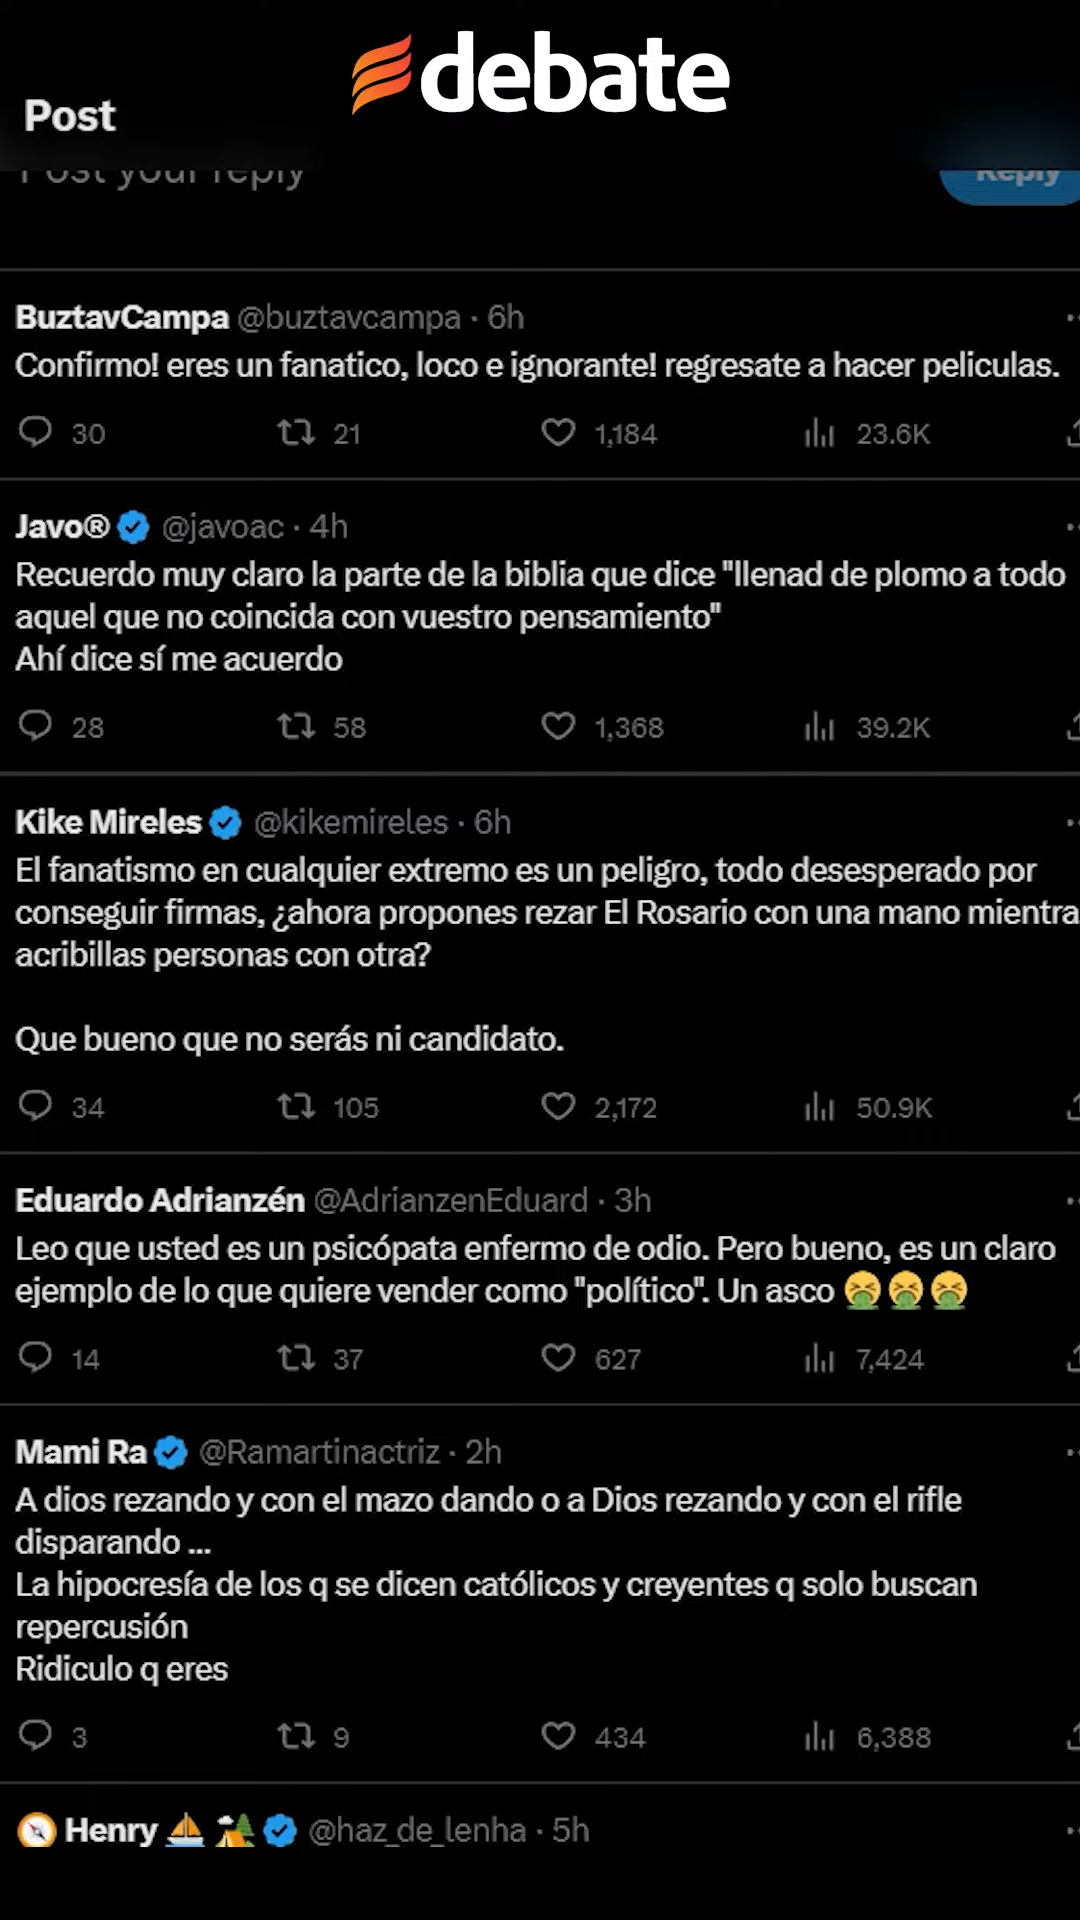 debate
Post
Post your reply
Reply
BuztavCampa @buztavcampa · 6h
Confirmo! eres un fanatico, loco e ignorante! regresate a hacer peliculas.
30 21 1,184 23.6K
Javo® @javoac · 4h
Recuerdo muy claro la parte de la biblia que dice "llenad de plomo a todo
aquel que no coincida con vuestro pensamiento"
Ahí dice sí me acuerdo
28 58 1,368 39.2K
Kike Mireles @kikemireles · 6h
El fanatismo en cualquier extremo es un peligro, todo desesperado por
conseguir firmas, ¿ahora propones rezar El Rosario con una mano mientra
acribillas personas con otra?
Que bueno que no serás ni candidato.
34 105 2,172 50.9K
Eduardo Adrianzén @AdrianzenEduard · 3h
Leo que usted es un psicópata enfermo de odio. Pero bueno, es un claro
ejemplo de lo que quiere vender como "político". Un asco 🤮🤮🤮
14 37 627 7,424
Mami Ra @Ramartinactriz · 2h
A dios rezando y con el mazo dando o a Dios rezando y con el rifle
disparando ...
La hipocresía de los q se dicen católicos y creyentes q solo buscan
repercusión
Ridiculo q eres
3 9 434 6,388
🧭 Henry ⛵ 🏕️ @haz_de_lenha · 5h